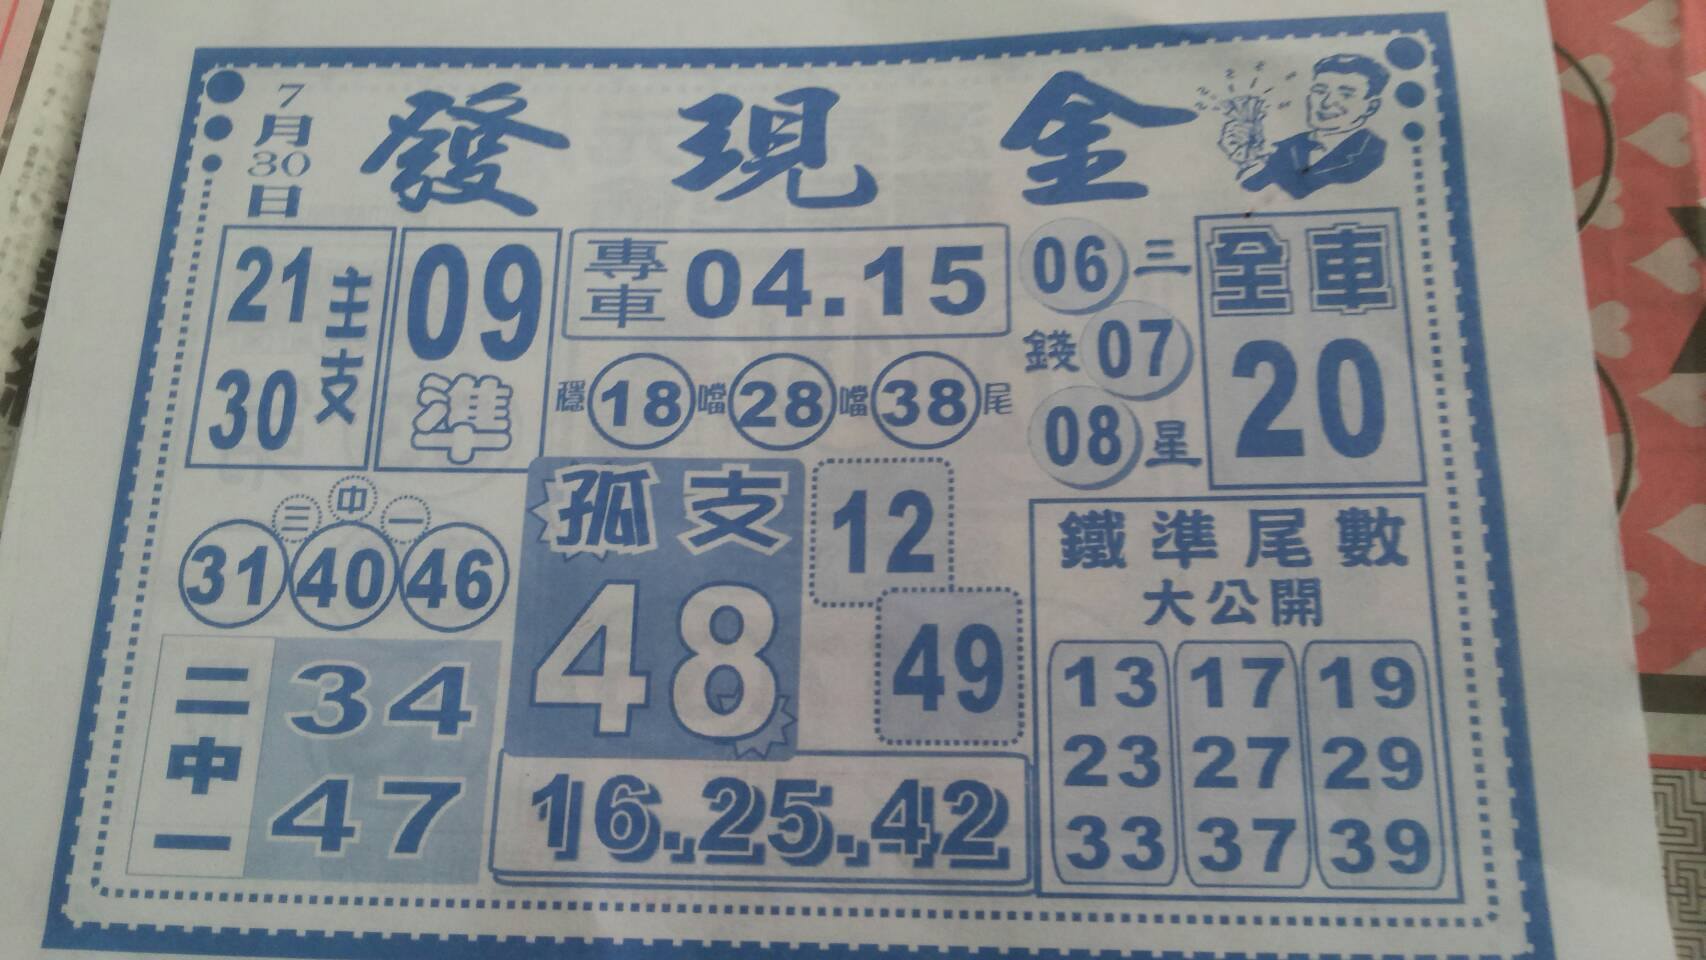 7月30日
發現金
21
30
主支
09
準
專車 04.15
穩 18 噹 28 噹 38 尾
06 三
錢 07
08 星
全車
20
三中一
31 40 46
孤支
48
12
49
二中一
34
47
16.25.42
鐵準尾數
大公開
13 17 19
23 27 29
33 37 39